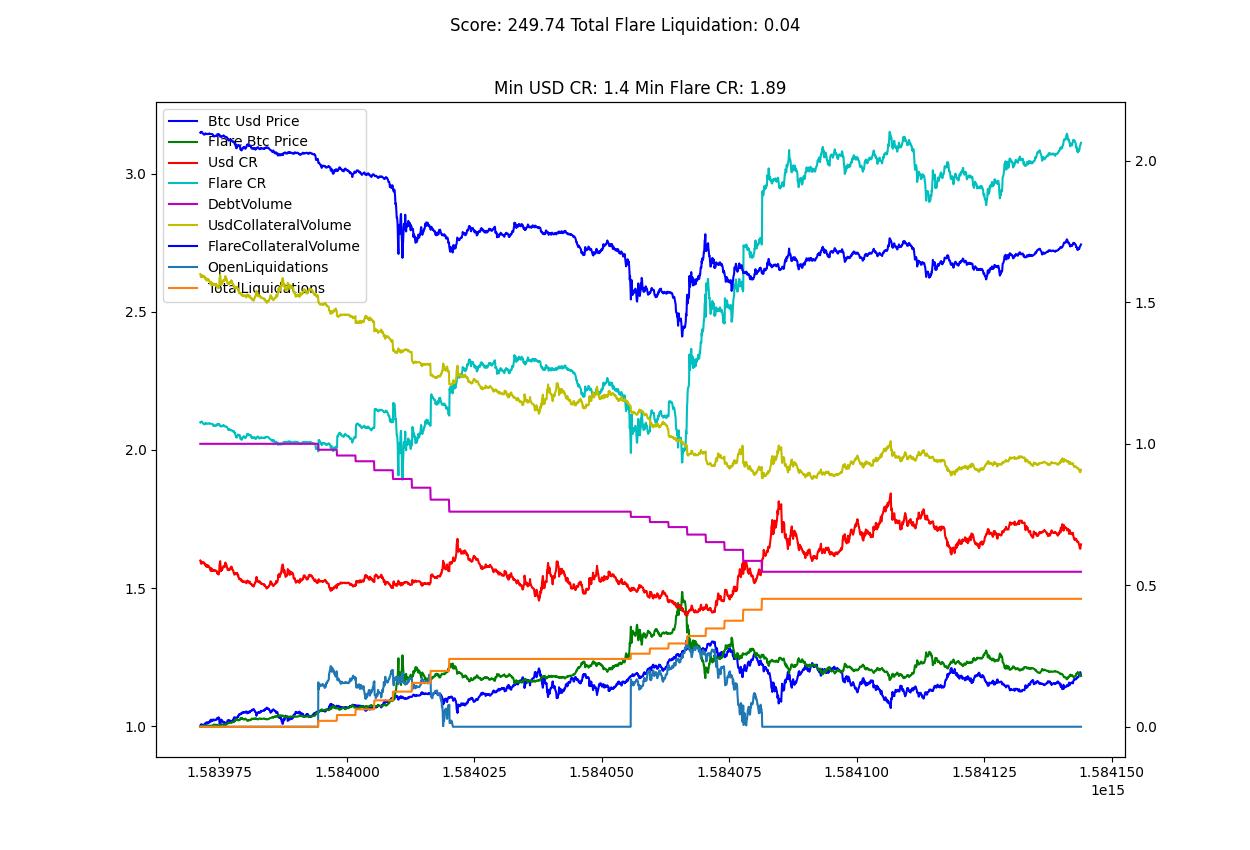 Score: 249.74 Total Flare Liquidation: 0.04
Min USD CR: 1.4 Min Flare CR: 1.89
Btc Usd Price
Flare Btc Price
Usd CR
Flare CR
DebtVolume
UsdCollateralVolume
FlareCollateralVolume
OpenLiquidations
TotalLiquidations
3.0
2.5
2.0
1.5
1.0
2.0
1.5
1.0
0.5
0.0
1.583975 1.584000 1.584025 1.584050 1.584075 1.584100 1.584125 1.584150
1e15